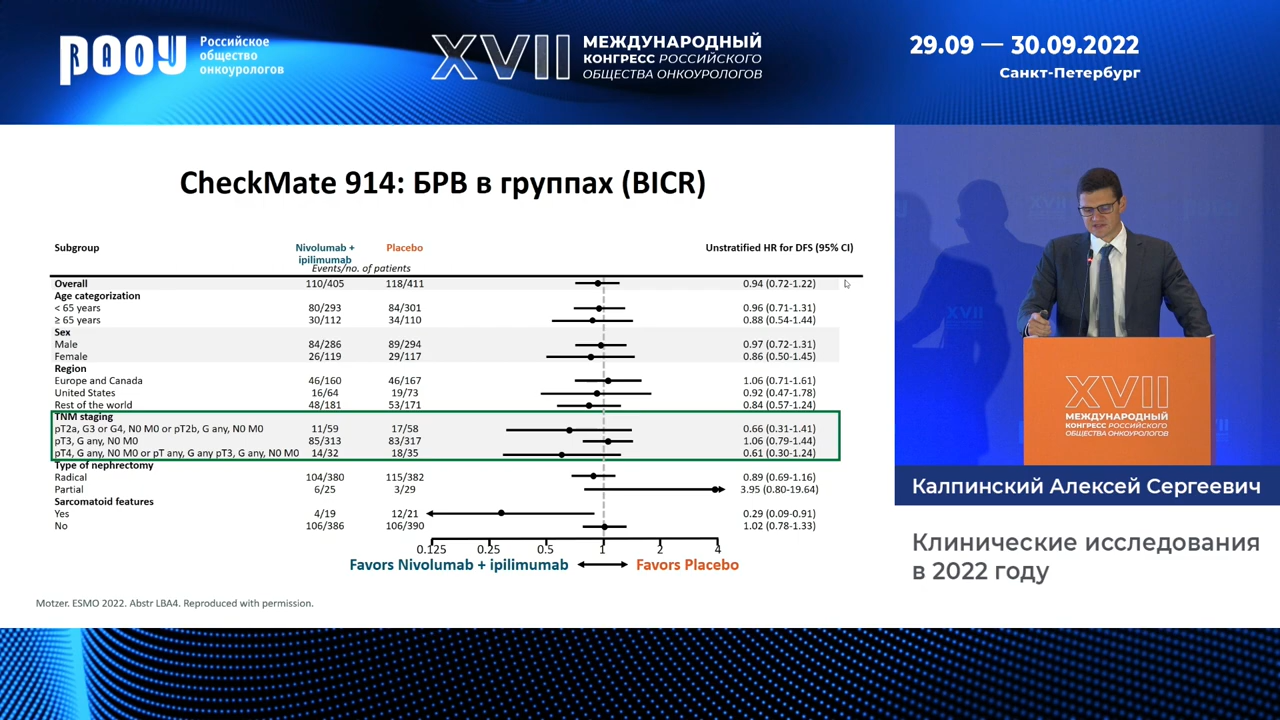 РООУ
Российское
общество
онкоурологов
XVII
МЕЖДУНАРОДНЫЙ
КОНГРЕСС РОССИЙСКОГО
ОБЩЕСТВА ОНКОУРОЛОГОВ
29.09 — 30.09.2022
Санкт-Петербург
CheckMate 914: БРВ в группах (BICR)
Subgroup Nivolumab + ipilimumab Placebo Unstratified HR for DFS (95% CI)
Events/no. of patients
Overall 110/405 118/411 0.94 (0.72-1.22)
Age categorization
< 65 years 80/293 84/301 0.96 (0.71-1.31)
≥ 65 years 30/112 34/110 0.88 (0.54-1.44)
Sex
Male 84/286 89/294 0.97 (0.72-1.31)
Female 26/119 29/117 0.86 (0.50-1.45)
Region
Europe and Canada 46/160 46/167 1.06 (0.71-1.61)
United States 16/64 19/73 0.92 (0.47-1.78)
Rest of the world 48/181 53/171 0.84 (0.57-1.24)
TNM staging
pT2a, G3 or G4, N0 M0 or pT2b, G any, N0 M0 11/59 17/58 0.66 (0.31-1.41)
pT3, G any, N0 M0 85/313 83/317 1.06 (0.79-1.44)
pT4, G any, N0 M0 or pT any, G any pT3, G any, N0 M0 14/32 18/35 0.61 (0.30-1.24)
Type of nephrectomy
Radical 104/380 115/382 0.89 (0.69-1.16)
Partial 6/25 3/29 3.95 (0.80-19.64)
Sarcomatoid features
Yes 4/19 12/21 0.29 (0.09-0.91)
No 106/386 106/390 1.02 (0.78-1.33)
0.125 0.25 0.5 1 2 4
Favors Nivolumab + ipilimumab Favors Placebo
Motzer. ESMO 2022. Abstr LBA4. Reproduced with permission.
XVII
XVII
МЕЖДУНАРОДНЫЙ
КОНГРЕСС РОССИЙСКОГО
ОБЩЕСТВА ОНКОУРОЛОГОВ
Калпинский Алексей Сергеевич
Клинические исследования
в 2022 году